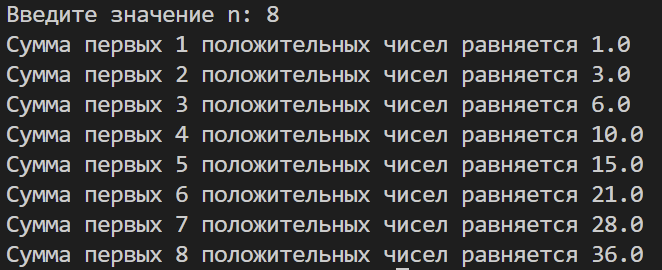 Введите значение n: 8
Сумма первых 1 положительных чисел равняется 1.0
Сумма первых 2 положительных чисел равняется 3.0
Сумма первых 3 положительных чисел равняется 6.0
Сумма первых 4 положительных чисел равняется 10.0
Сумма первых 5 положительных чисел равняется 15.0
Сумма первых 6 положительных чисел равняется 21.0
Сумма первых 7 положительных чисел равняется 28.0
Сумма первых 8 положительных чисел равняется 36.0